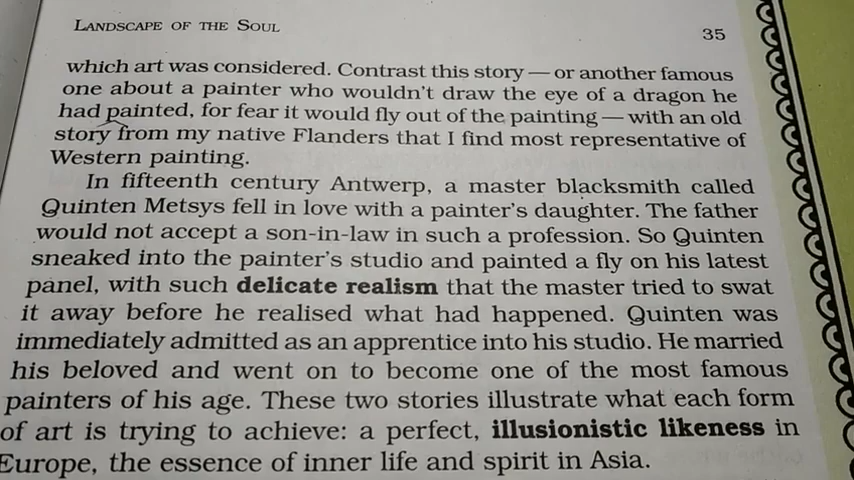 LANDSCAPE OF THE SOUL
35
which art was considered. Contrast this story — or another famous
one about a painter who wouldn't draw the eye of a dragon he
had painted, for fear it would fly out of the painting — with an old
story from my native Flanders that I find most representative of
Western painting.
In fifteenth century Antwerp, a master blacksmith called
Quinten Metsys fell in love with a painter's daughter. The father
would not accept a son-in-law in such a profession. So Quinten
sneaked into the painter's studio and painted a fly on his latest
panel, with such delicate realism that the master tried to swat
it away before he realised what had happened. Quinten was
immediately admitted as an apprentice into his studio. He married
his beloved and went on to become one of the most famous
painters of his age. These two stories illustrate what each form
of art is trying to achieve: a perfect, illusionistic likeness in
Europe, the essence of inner life and spirit in Asia.